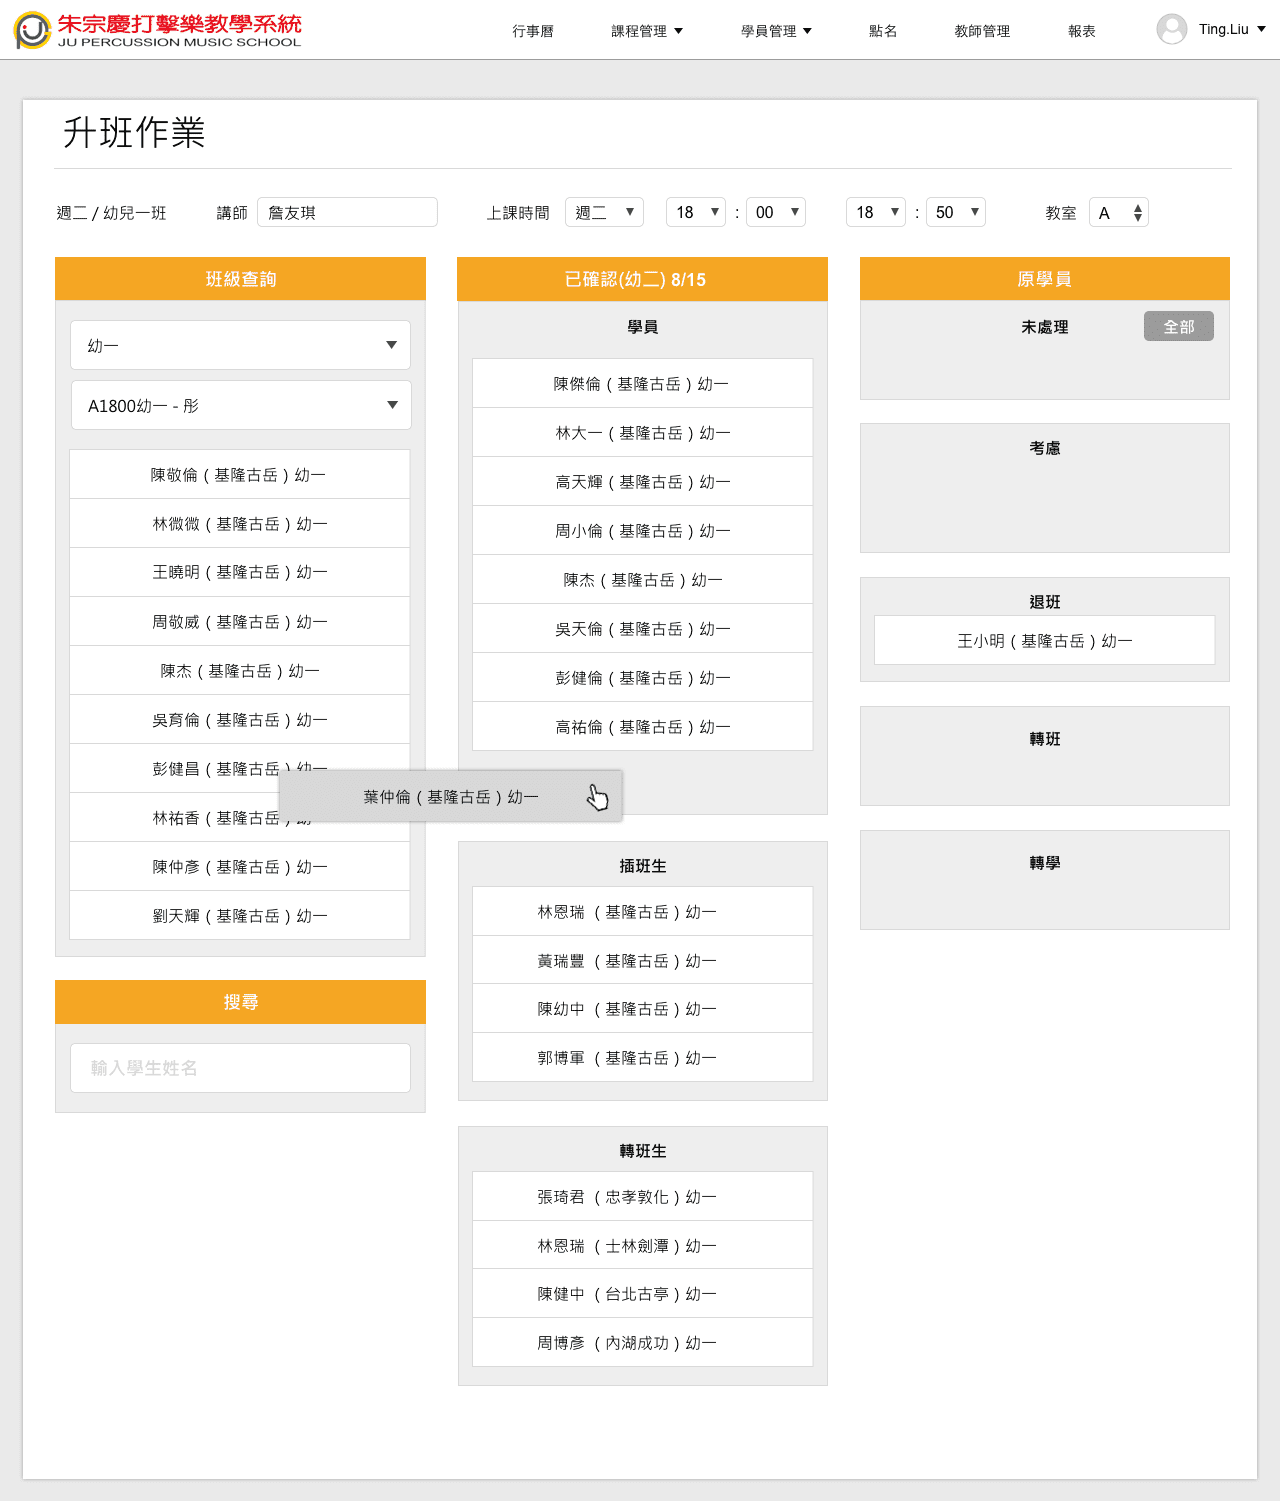 朱宗慶打擊樂教學系統
JU PERCUSSION MUSIC SCHOOL
行事曆 課程管理 學員管理 點名 教師管理 報表 Ting.Liu
升班作業
週二 / 幼兒一班 講師 詹友琪 上課時間 週二 18 : 00 18 : 50 教室 A
班級查詢
幼一
A1800幼一 - 彤
陳敬倫 ( 基隆古岳 ) 幼一
林微微 ( 基隆古岳 ) 幼一
王曉明 ( 基隆古岳 ) 幼一
周敬威 ( 基隆古岳 ) 幼一
陳杰 ( 基隆古岳 ) 幼一
吳育倫 ( 基隆古岳 ) 幼一
彭健昌 ( 基隆古岳 ) 幼一
林祐香 ( 基隆古岳 ) 幼
陳仲彥 ( 基隆古岳 ) 幼一
劉天輝 ( 基隆古岳 ) 幼一
葉仲倫 ( 基隆古岳 ) 幼一
搜尋
輸入學生姓名
已確認(幼二) 8/15
學員
陳傑倫 ( 基隆古岳 ) 幼一
林大一 ( 基隆古岳 ) 幼一
高天輝 ( 基隆古岳 ) 幼一
周小倫 ( 基隆古岳 ) 幼一
陳杰 ( 基隆古岳 ) 幼一
吳天倫 ( 基隆古岳 ) 幼一
彭健倫 ( 基隆古岳 ) 幼一
高祐倫 ( 基隆古岳 ) 幼一
插班生
林恩瑞 ( 基隆古岳 ) 幼一
黃瑞豐 ( 基隆古岳 ) 幼一
陳幼中 ( 基隆古岳 ) 幼一
郭博軍 ( 基隆古岳 ) 幼一
轉班生
張琦君 ( 忠孝敦化 ) 幼一
林恩瑞 ( 士林劍潭 ) 幼一
陳健中 ( 台北古亭 ) 幼一
周博彥 ( 內湖成功 ) 幼一
原學員
未處理 全部
考慮
退班
王小明 ( 基隆古岳 ) 幼一
轉班
轉學